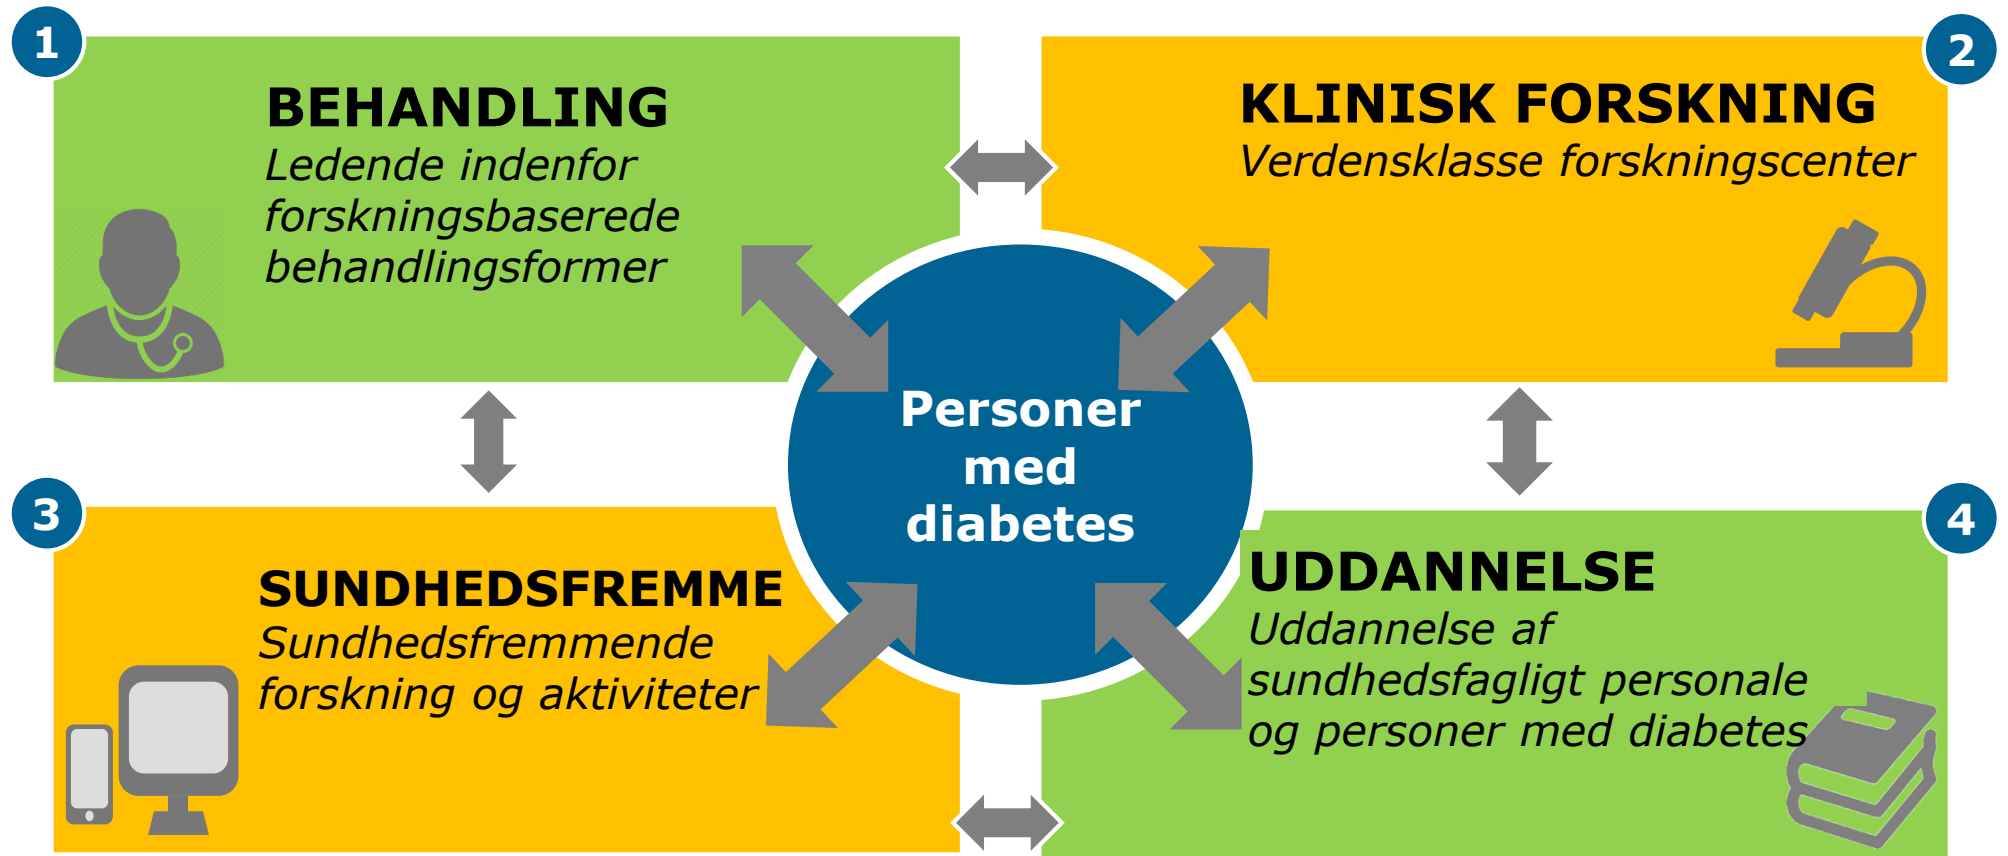 1
BEHANDLING
Ledende indenfor
forskningsbaserede
behandlingsformer
2
KLINISK FORSKNING
Verdensklasse forskningscenter
Personer
med
diabetes
3
SUNDHEDSFREMME
Sundhedsfremmende
forskning og aktiviteter
4
UDDANNELSE
Uddannelse af
sundhedsfagligt personale
og personer med diabetes